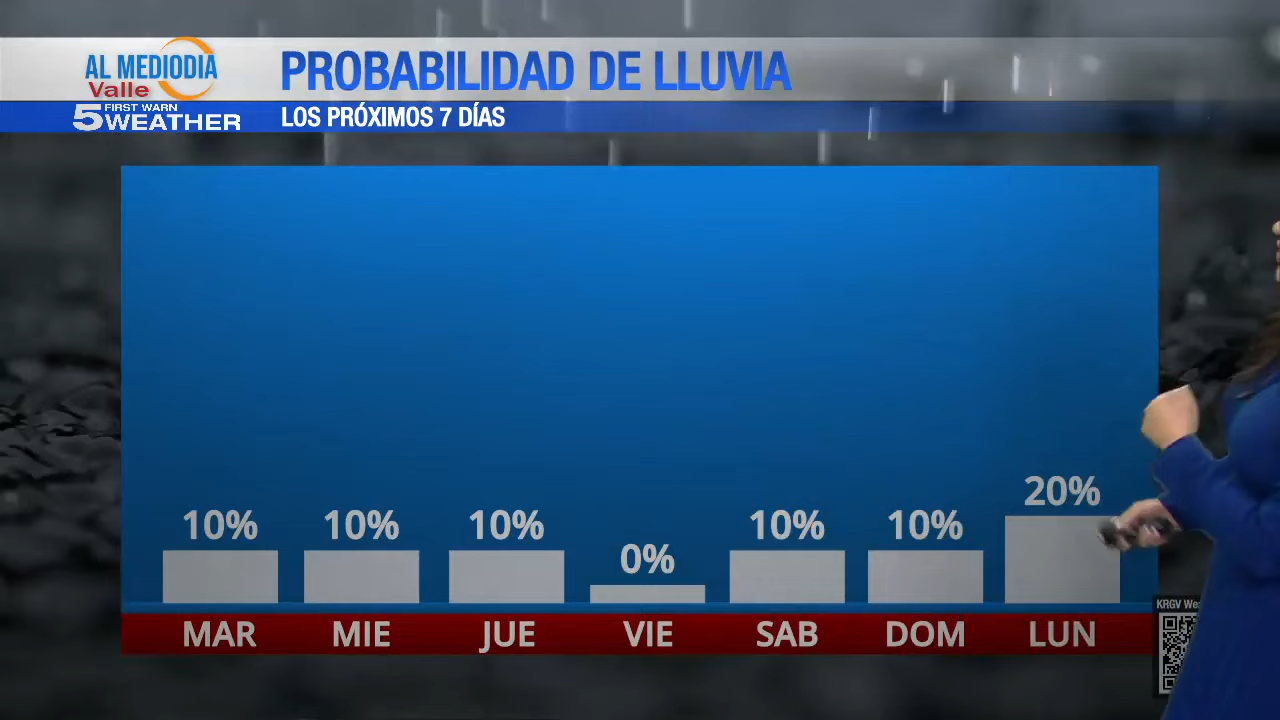 AL MEDIODIA
Valle
5 FIRST WARN
WEATHER
PROBABILIDAD DE LLUVIA
LOS PRÓXIMOS 7 DÍAS
10% 10% 10% 0% 10% 10% 20%
MAR MIE JUE VIE SAB DOM LUN
KRGV